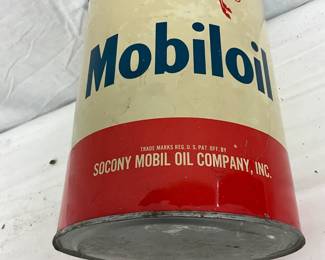 Mobiloil
TRADE MARKS REG. U.S. PAT. OFF. BY
SOCONY MOBIL OIL COMPANY, INC.